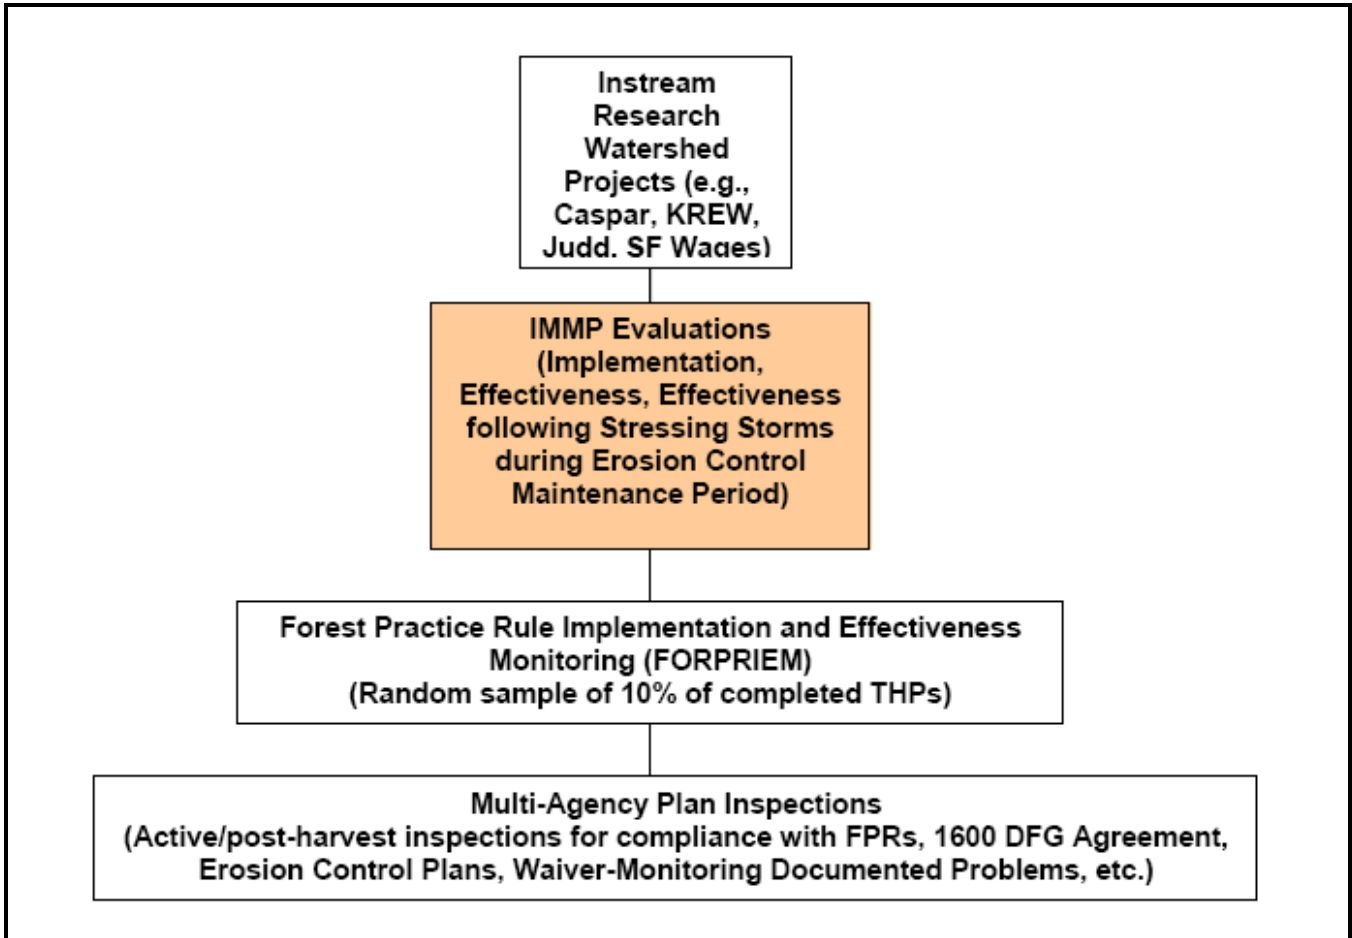 Instream
Research
Watershed
Projects (e.g.,
Caspar, KREW,
Judd, SF Wages)
IMMP Evaluations
(Implementation,
Effectiveness, Effectiveness
following Stressing Storms
during Erosion Control
Maintenance Period)
Forest Practice Rule Implementation and Effectiveness
Monitoring (FORPRIEM)
(Random sample of 10% of completed THPs)
Multi-Agency Plan Inspections
(Active/post-harvest inspections for compliance with FPRs, 1600 DFG Agreement,
Erosion Control Plans, Waiver-Monitoring Documented Problems, etc.)